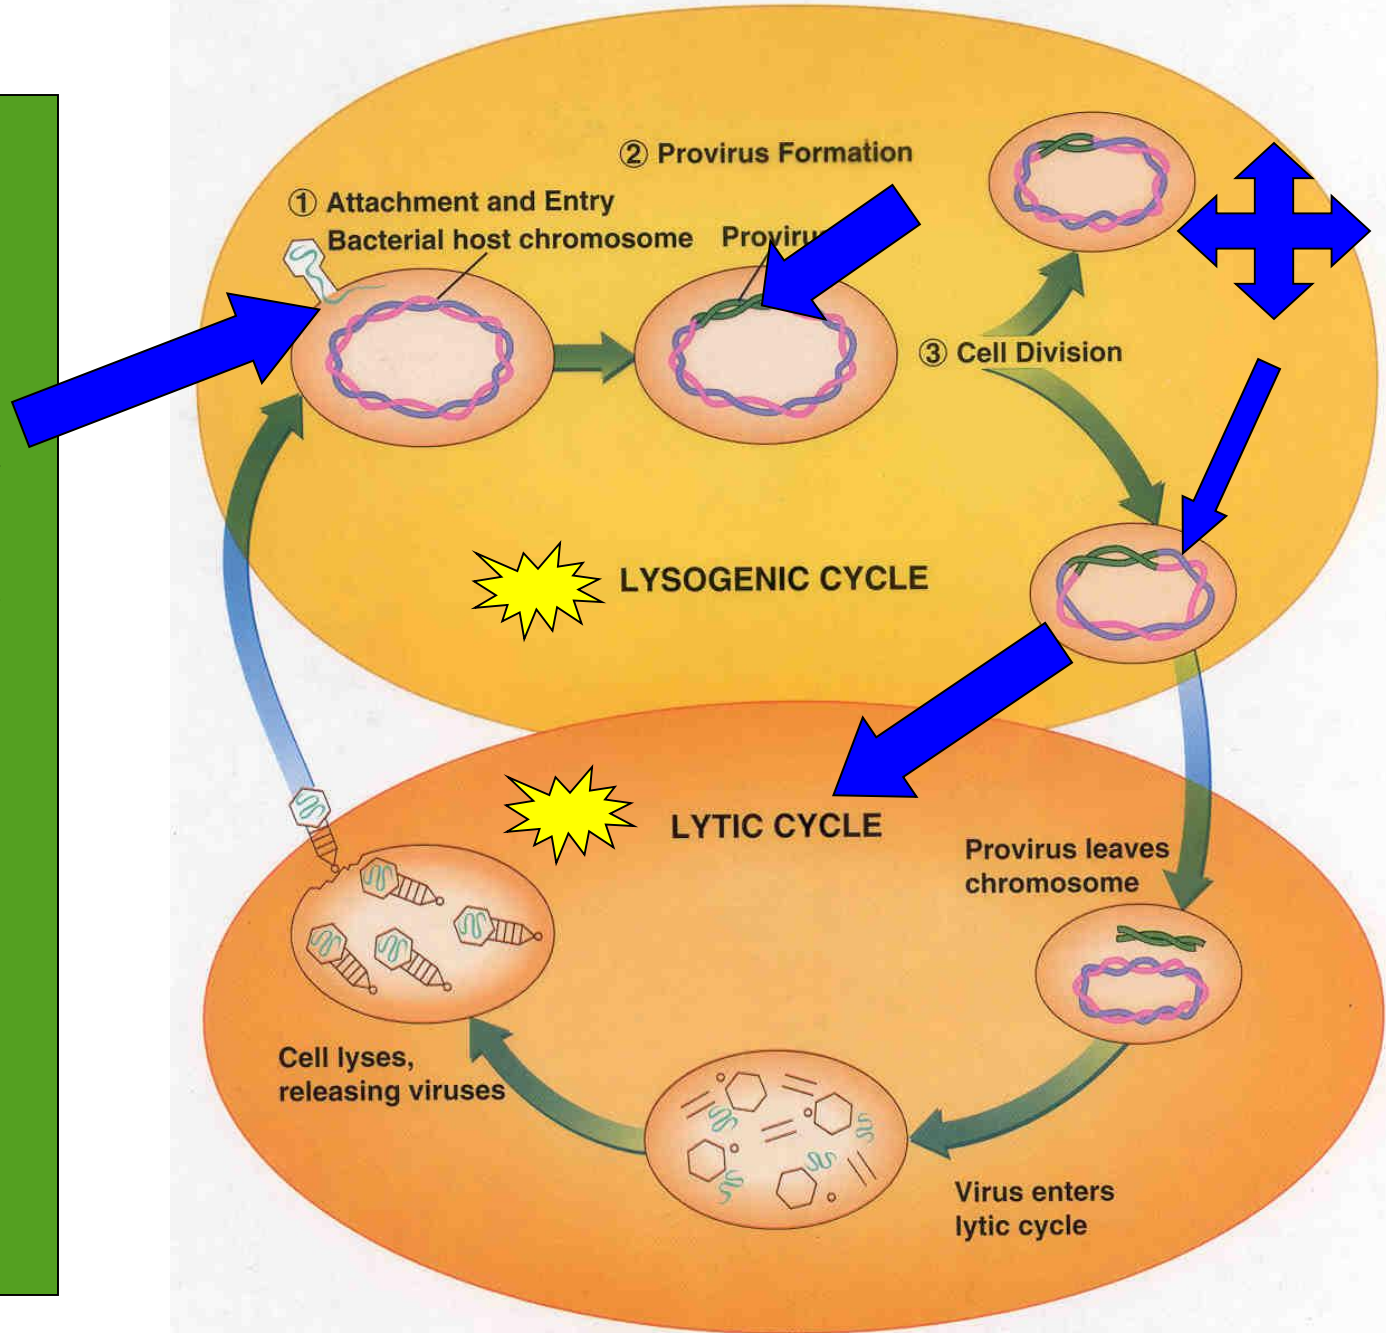 ② Provirus Formation
① Attachment and Entry
Bacterial host chromosome
Provirus
③ Cell Division
LYSOGENIC CYCLE
LYTIC CYCLE
Provirus leaves
chromosome
Cell lyses,
releasing viruses
Virus enters
lytic cycle